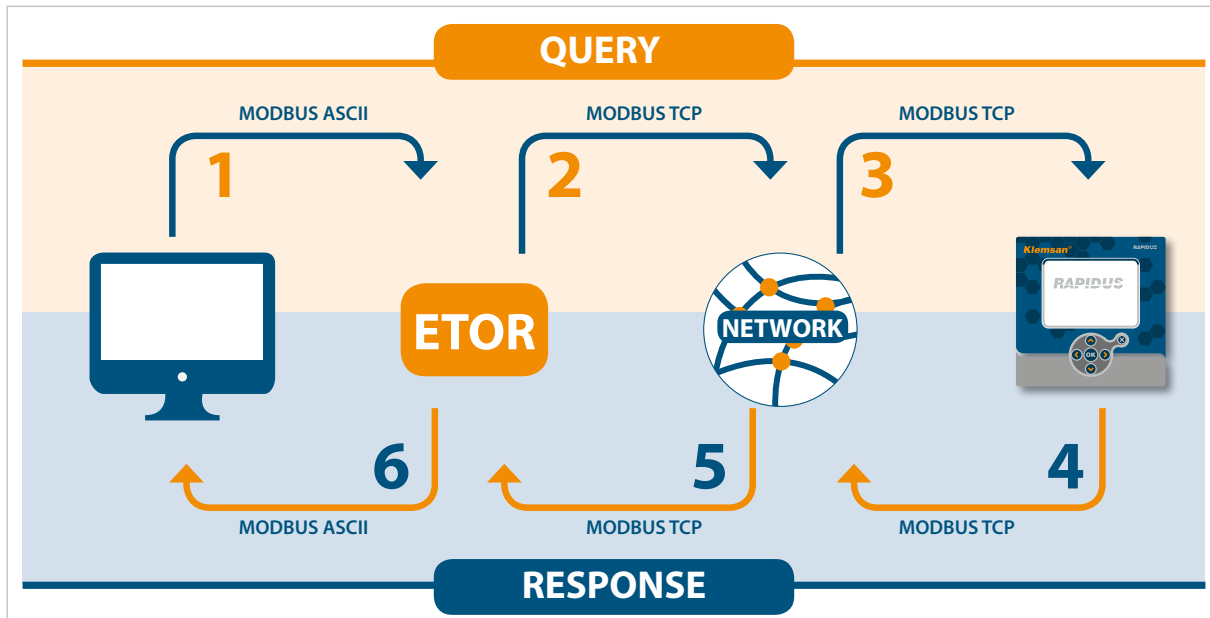 QUERY
MODBUS ASCII
MODBUS TCP
MODBUS TCP
1
2
3
Klemsan®
RAPIDUS
RAPIDUS
ETOR
NETWORK
OK
6
5
4
MODBUS ASCII
MODBUS TCP
MODBUS TCP
RESPONSE